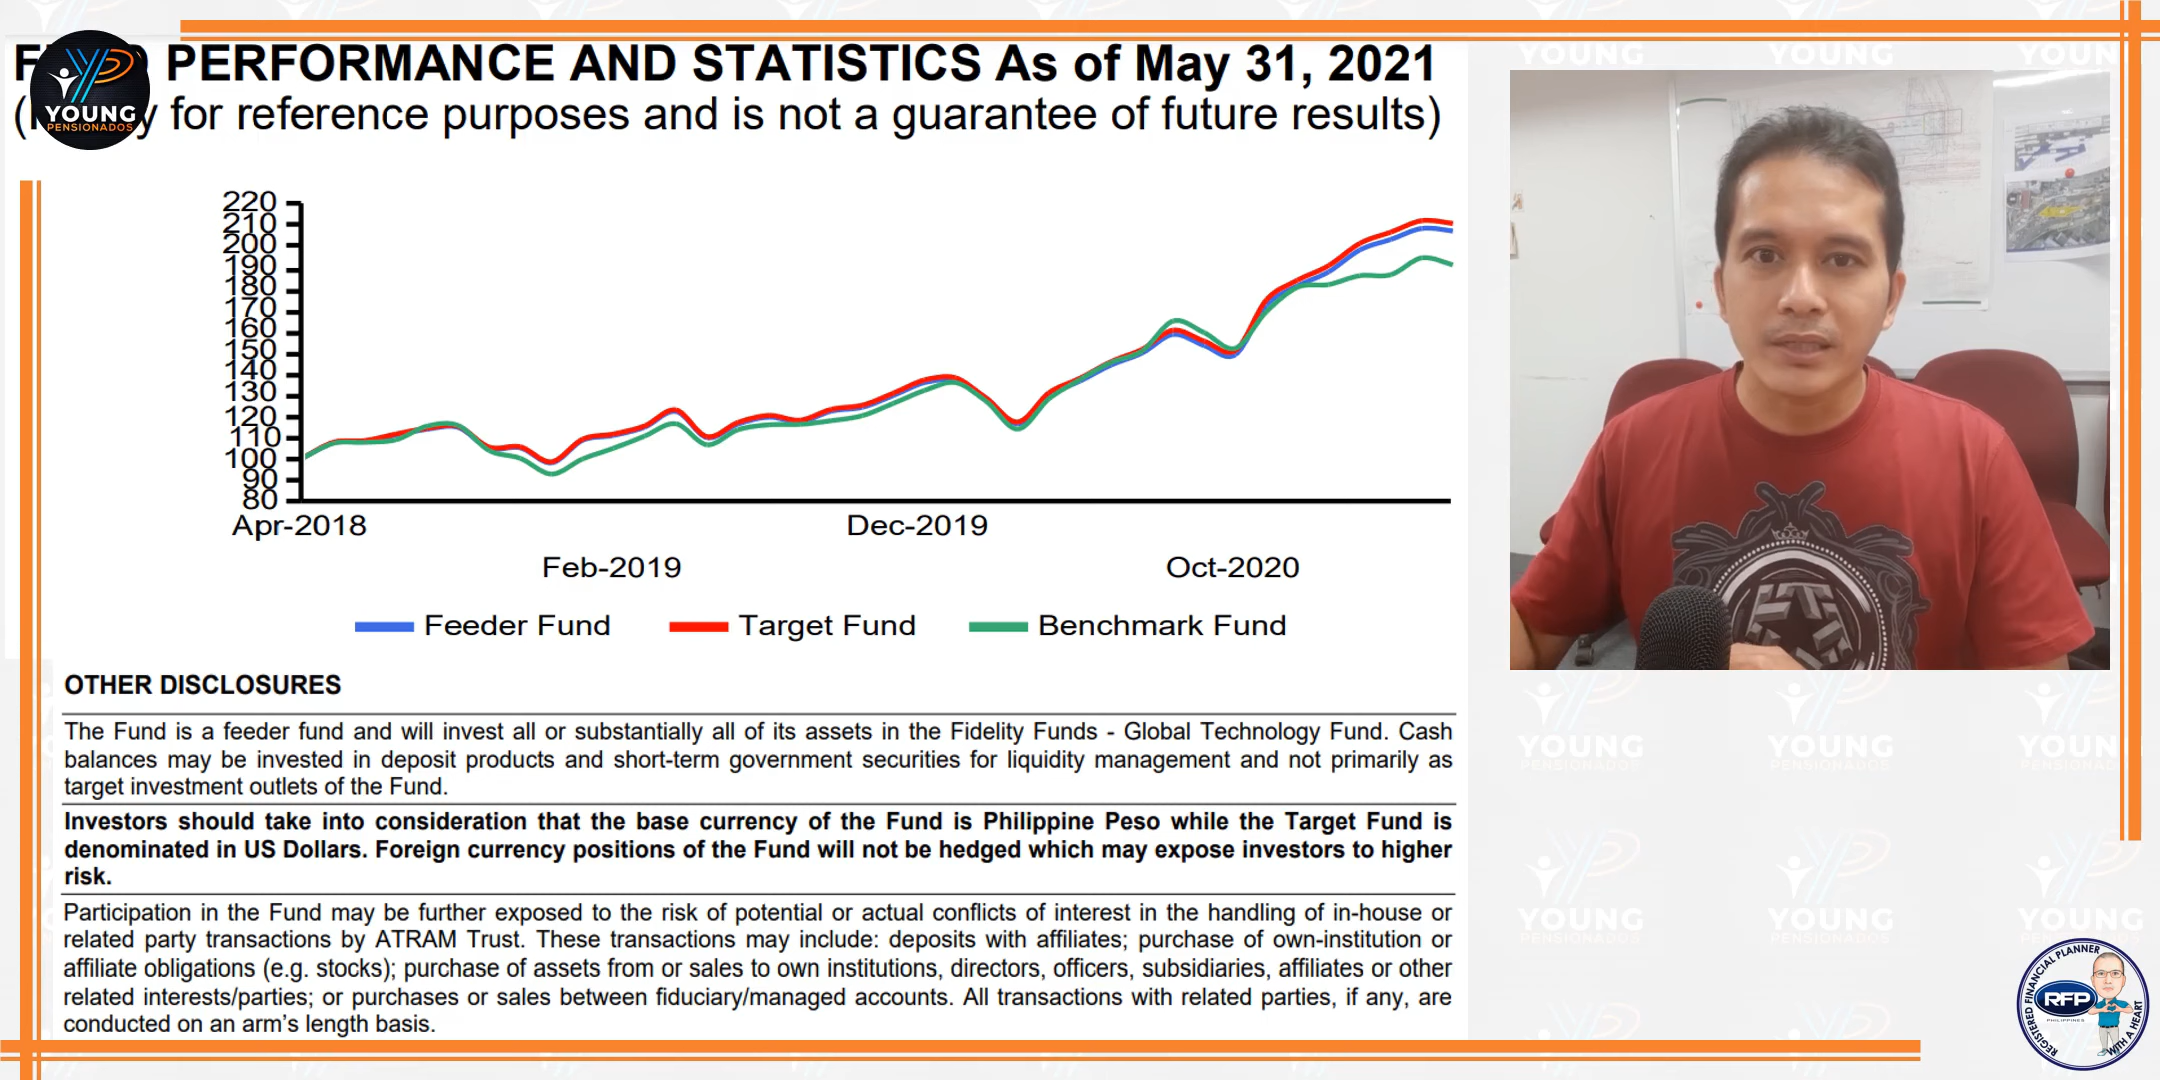 F PERFORMANCE AND STATISTICS As of May 31, 2021
( y for reference purposes and is not a guarantee of future results)
YOUNG
PENSIONADOS
220
210
200
190
180
170
160
150
140
130
120
110
100
90
80
Apr-2018
Dec-2019
Feb-2019
Oct-2020
Feeder Fund
Target Fund
Benchmark Fund
OTHER DISCLOSURES
The Fund is a feeder fund and will invest all or substantially all of its assets in the Fidelity Funds - Global Technology Fund. Cash
balances may be invested in deposit products and short-term government securities for liquidity management and not primarily as
target investment outlets of the Fund.
Investors should take into consideration that the base currency of the Fund is Philippine Peso while the Target Fund is
denominated in US Dollars. Foreign currency positions of the Fund will not be hedged which may expose investors to higher
risk.
Participation in the Fund may be further exposed to the risk of potential or actual conflicts of interest in the handling of in-house or
related party transactions by ATRAM Trust. These transactions may include: deposits with affiliates; purchase of own-institution or
affiliate obligations (e.g. stocks); purchase of assets from or sales to own institutions, directors, officers, subsidiaries, affiliates or other
related interests/parties; or purchases or sales between fiduciary/managed accounts. All transactions with related parties, if any, are
conducted on an arm's length basis.
YOUNG YOUNG YOUN
YOUNG YOUNG YOUN
PENSIONADOS PENSIONADOS PENSIONAD
YOUNG YOUNG YOUNG
PENSIONADOS PENSIONADOS
REGISTERED FINANCIAL PLANNER
RFP
PHILIPPINES
WITH A HEART